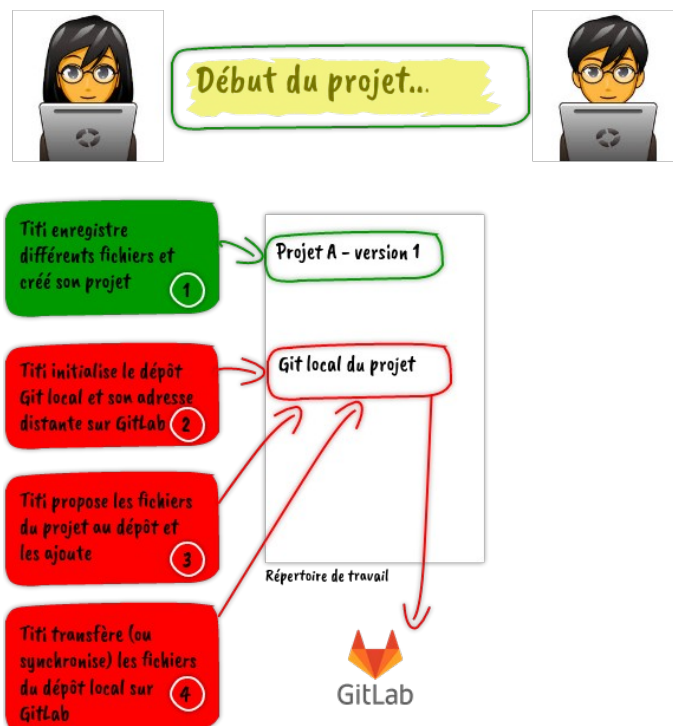 Début du projet...
Titi enregistre
différents fichiers et
créé son projet
1
Projet A - version 1
Titi initialise le dépôt
Git local et son adresse
distante sur GitLab
2
Git local du projet
Titi propose les fichiers
du projet au dépôt et
les ajoute
3
Répertoire de travail
Titi transfère (ou
synchronise) les fichiers
du dépôt local sur
GitLab
4
GitLab